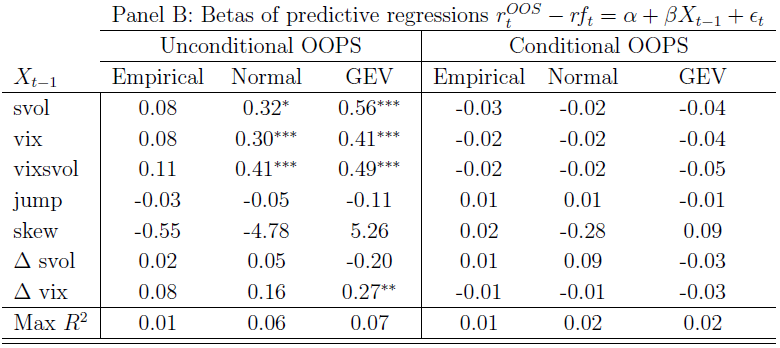 Panel B: Betas of predictive regressions r_t^{OOS} − rf_t = α + βX_{t−1} + ϵ_t
Unconditional OOPS Conditional OOPS
X_{t−1} Empirical Normal GEV Empirical Normal GEV
svol 0.08 0.32* 0.56*** -0.03 -0.02 -0.04
vix 0.08 0.30*** 0.41*** -0.02 -0.02 -0.04
vixsvol 0.11 0.41*** 0.49*** -0.02 -0.02 -0.05
jump -0.03 -0.05 -0.11 0.01 0.01 -0.01
skew -0.55 -4.78 5.26 0.02 -0.28 0.09
Δ svol 0.02 0.05 -0.20 0.01 0.09 -0.03
Δ vix 0.08 0.16 0.27** -0.01 -0.01 -0.03
Max R² 0.01 0.06 0.07 0.01 0.02 0.02